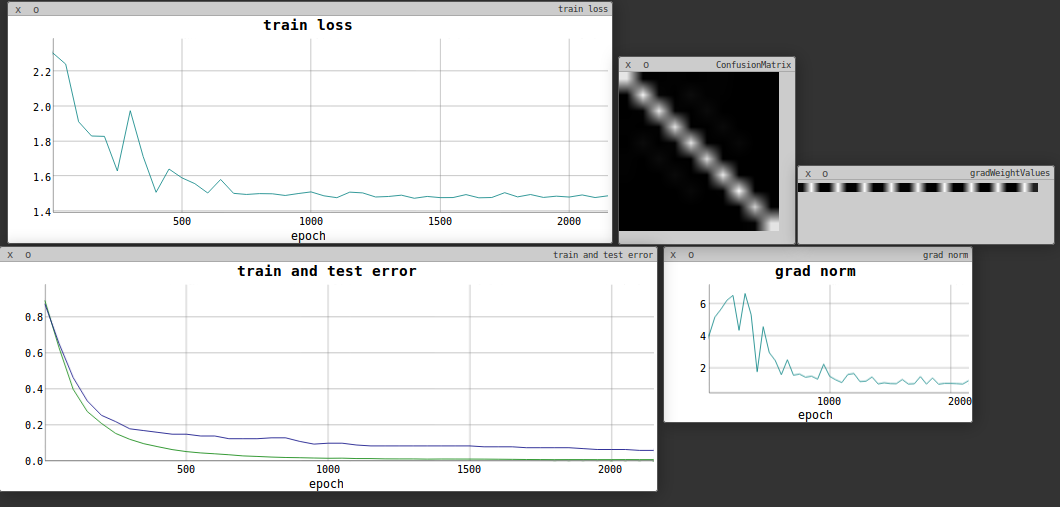 x o train loss
train loss
2.2
2.0
1.8
1.6
1.4
500 1000 1500 2000
epoch
x o ConfusionMatrix
x o gradWeightValues
x o train and test error
train and test error
0.8
0.6
0.4
0.2
0.0
500 1000 1500 2000
epoch
x o grad norm
grad norm
6
4
2
1000 2000
epoch